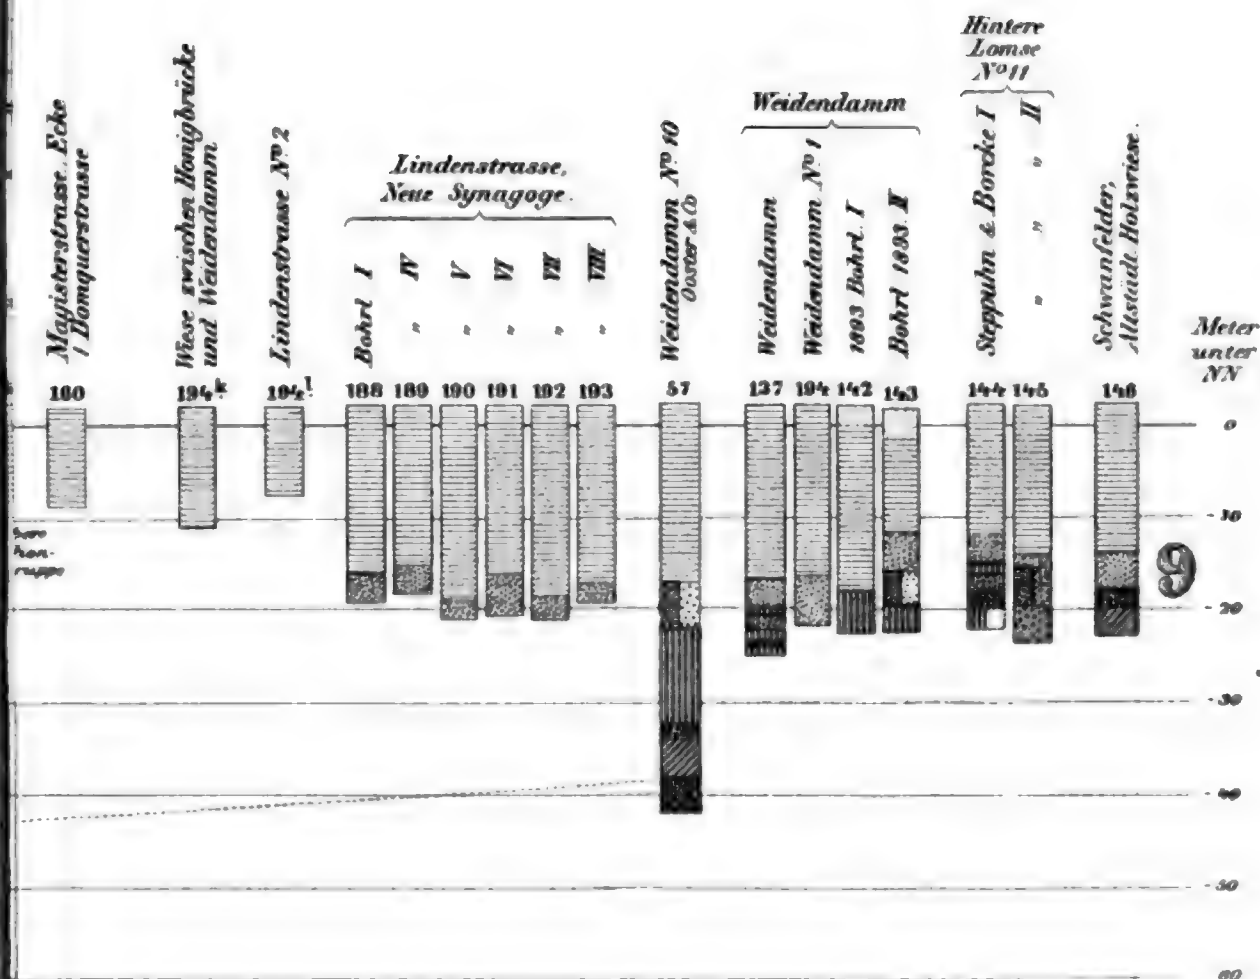 Magisterstrasse, Ecke
/ Domquerstrasse
Wiese zwischen Honigbrücke
und Weidendamm
Lindenstrasse No 2
Lindenstrasse,
Neue Synagoge.
Bohrl I
„ IV
„ V
„ VI
„ VII
„ VIII
Weidendamm No 10
Ooster & Co
Weidendamm
Weidendamm
Weidendamm No 1
1893 Bohrl. I
Bohrl 1893. II
Hintere
Lomse
No 11
Steppuhn & Borcke I
„ „ „ II
Schwanfelder,
Altstädt. Holzwiese.
Meter
unter
NN
160
194k
194l
188
189
190
191
192
193
57
137
194
142
143
144
145
146
0
-10
-20
-30
-40
-50
-60
9